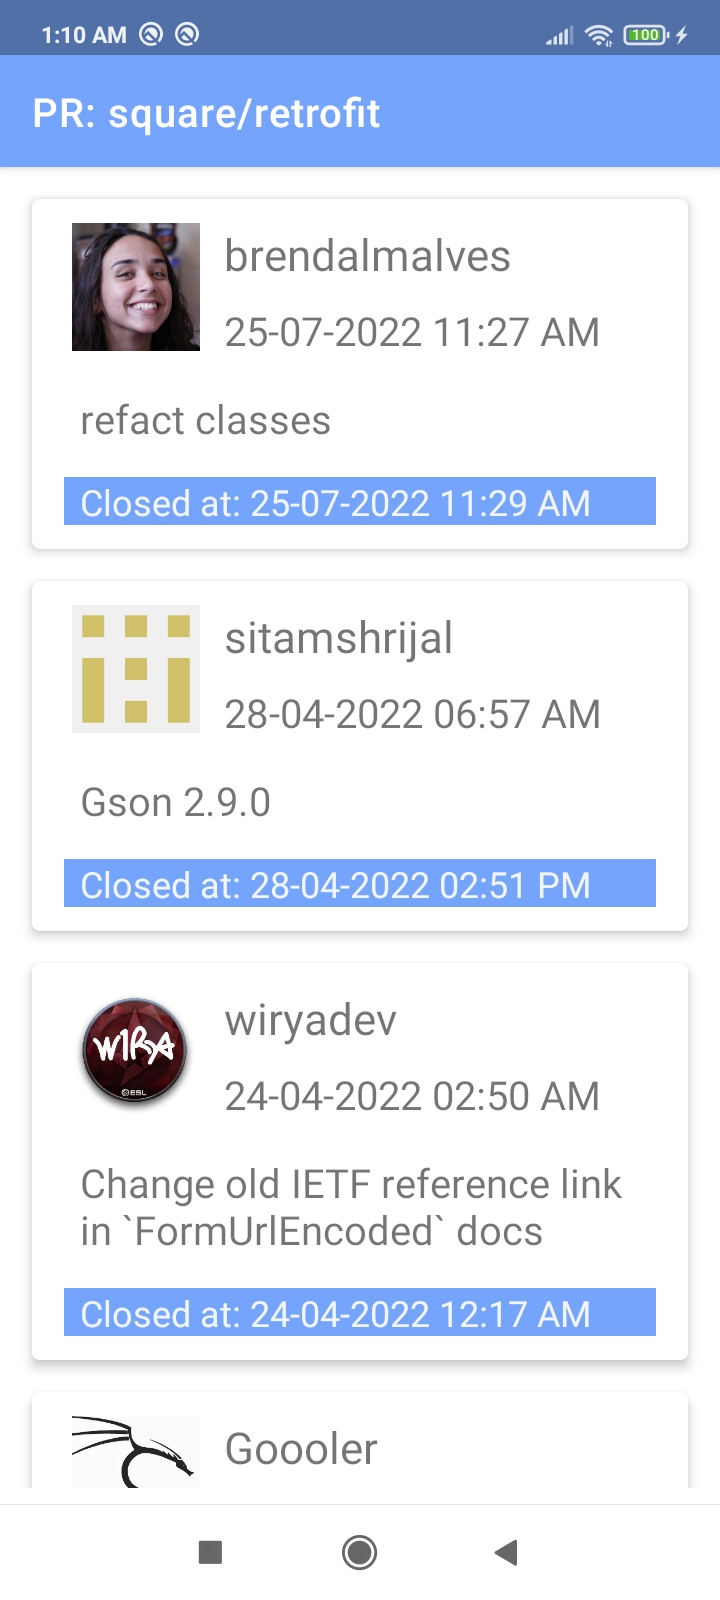 1:10 AM 100
PR: square/retrofit
brendalmalves
25-07-2022 11:27 AM
refact classes
Closed at: 25-07-2022 11:29 AM
sitamshrijal
28-04-2022 06:57 AM
Gson 2.9.0
Closed at: 28-04-2022 02:51 PM
W1RA
ESL
wiryadev
24-04-2022 02:50 AM
Change old IETF reference link
in `FormUrlEncoded` docs
Closed at: 24-04-2022 12:17 AM
Goooler